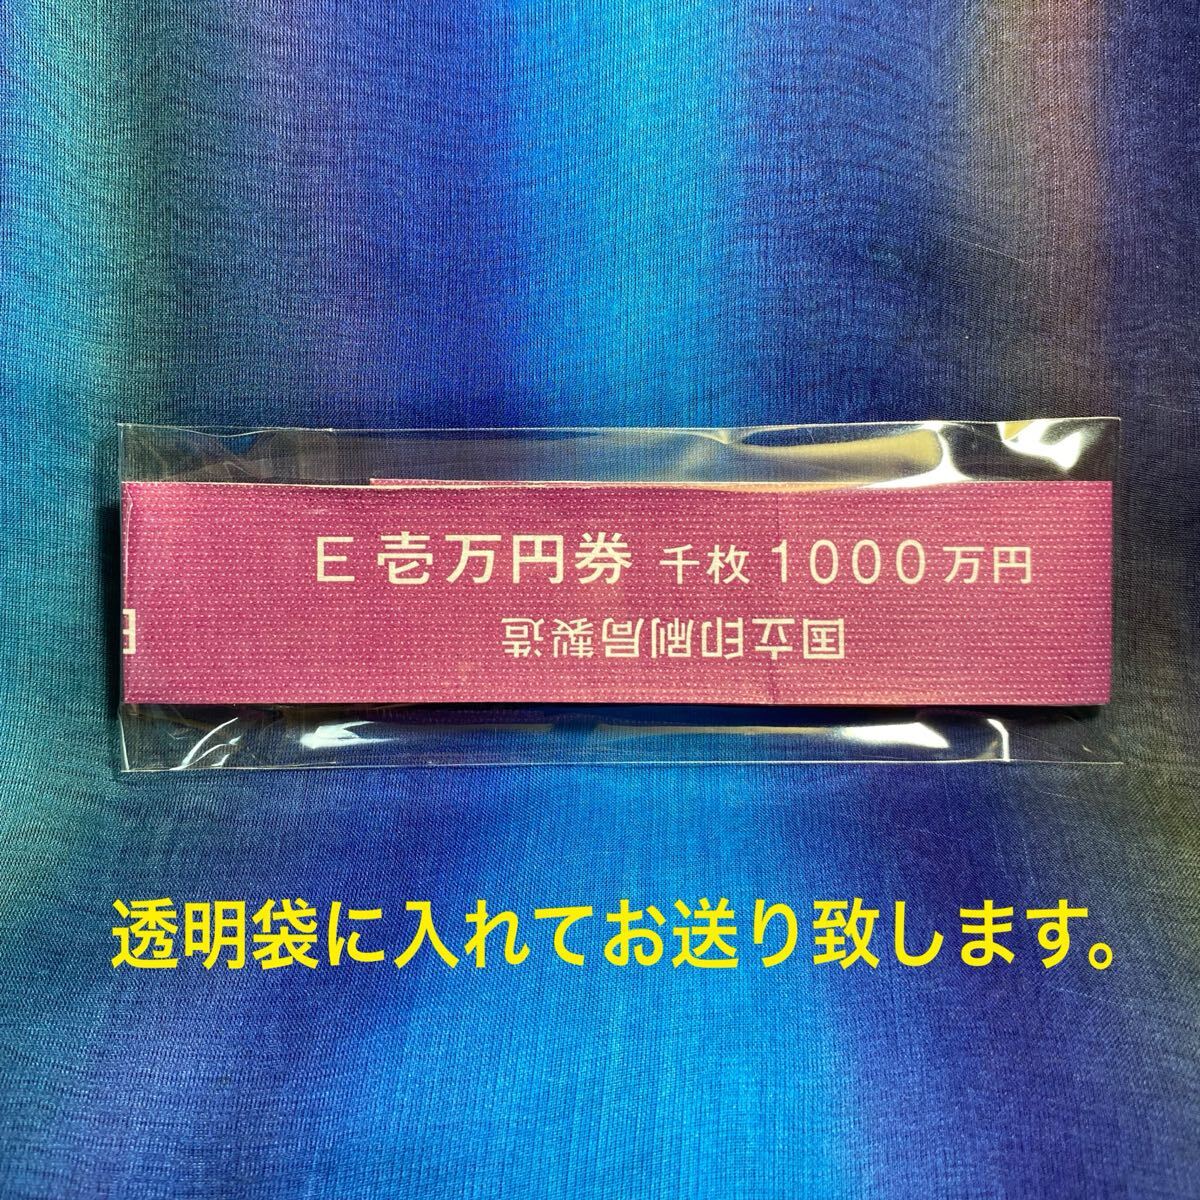 E 壱万円券 千枚 1000万円
国立印刷局製造
透明袋に入れてお送り致します。